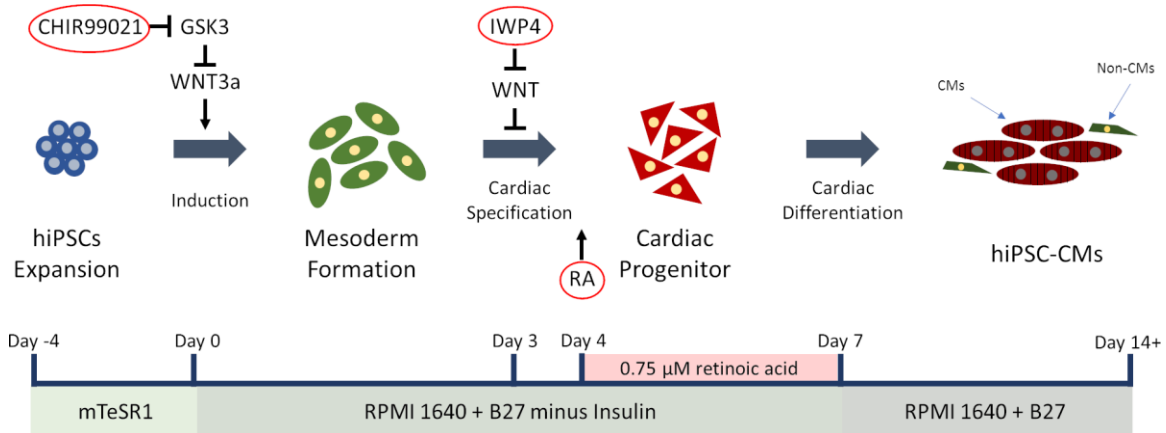 CHIR99021
GSK3
WNT3a
IWP4
WNT
CMs
Non-CMs
Induction
Cardiac
Specification
Cardiac
Differentiation
hiPSCs
Expansion
Mesoderm
Formation
Cardiac
Progenitor
hiPSC-CMs
RA
Day -4
Day 0
Day 3
Day 4
Day 7
Day 14+
0.75 µM retinoic acid
mTeSR1
RPMI 1640 + B27 minus Insulin
RPMI 1640 + B27